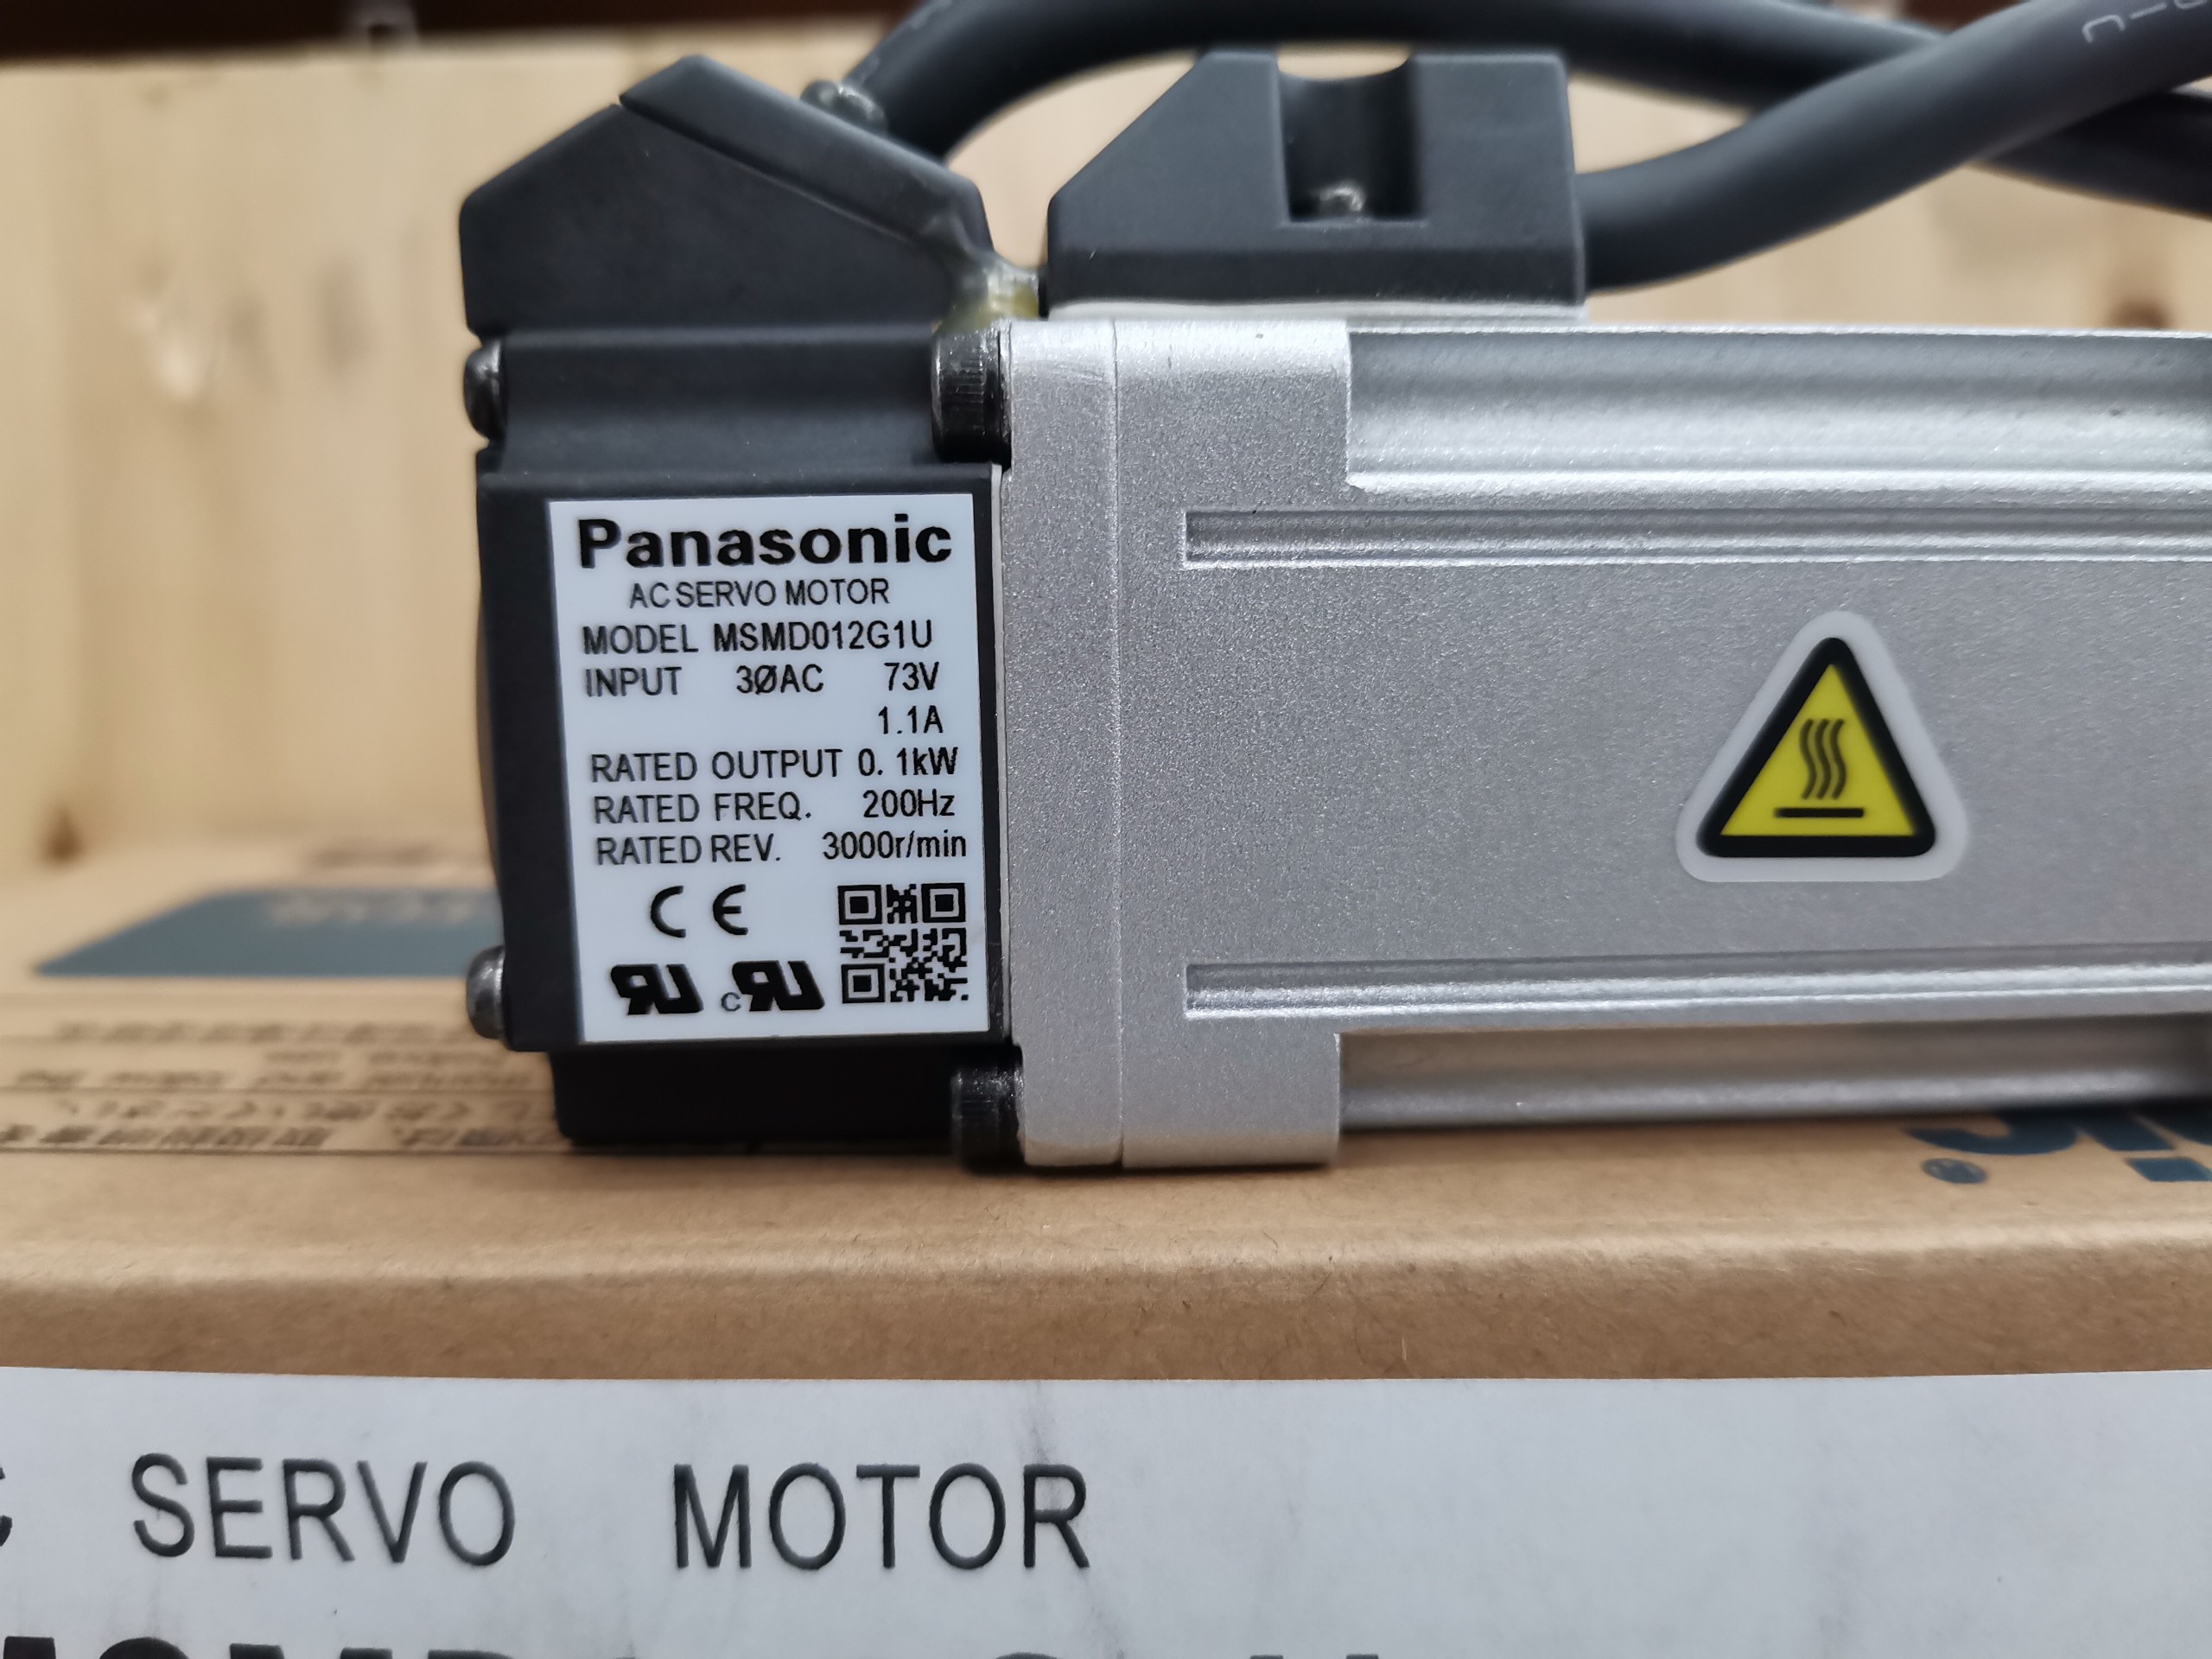 Panasonic
AC SERVO MOTOR
MODEL MSMD012G1U
INPUT 3ØAC 73V
1.1A
RATED OUTPUT 0.1kW
RATED FREQ. 200Hz
RATED REV. 3000r/min
CE
SERVO MOTOR